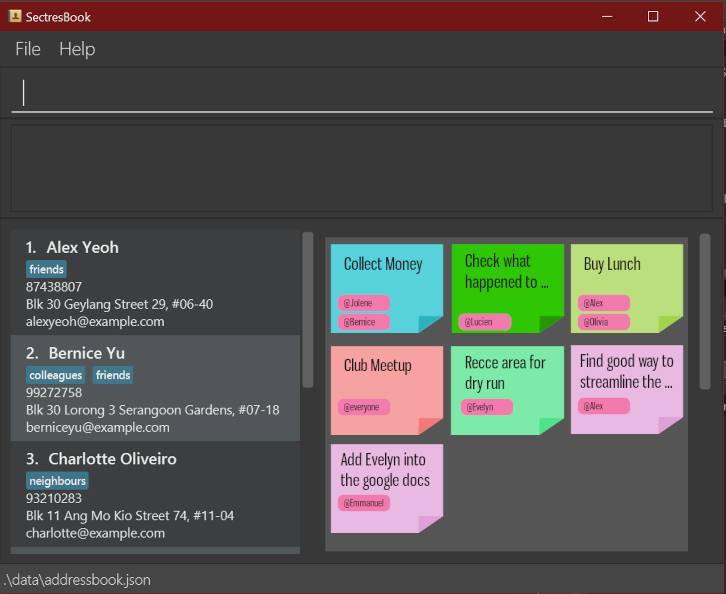 SectresBook
File Help
1. Alex Yeoh
friends
87438807
Blk 30 Geylang Street 29, #06-40
alexyeoh@example.com
2. Bernice Yu
colleagues friends
99272758
Blk 30 Lorong 3 Serangoon Gardens, #07-18
berniceyu@example.com
3. Charlotte Oliveiro
neighbours
93210283
Blk 11 Ang Mo Kio Street 74, #11-04
charlotte@example.com
Collect Money
@Jolene
@Bernice
Check what
happened to ...
@Lucien
Buy Lunch
@Alex
@Olivia
Club Meetup
@everyone
Recce area for
dry run
@Evelyn
Find good way to
streamline the ...
@Alex
Add Evelyn into
the google docs
@Emmanuel
.\data\addressbook.json